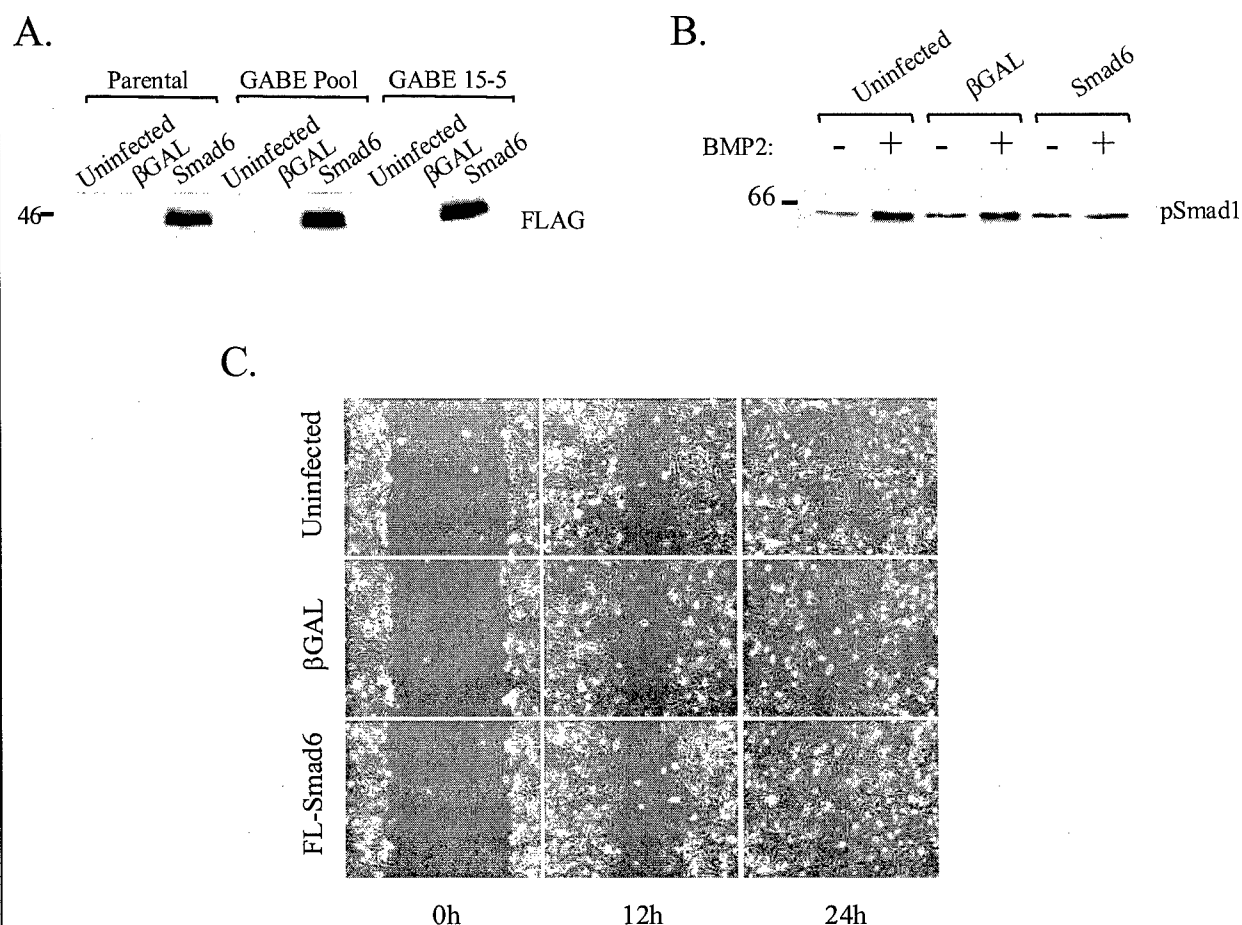 A.
Parental GABE Pool GABE 15-5
Uninfected βGAL Smad6 Uninfected βGAL Smad6 Uninfected βGAL Smad6
46
FLAG
B.
Uninfected βGAL Smad6
BMP2: - + - + - +
66
pSmad1
C.
Uninfected
βGAL
FL-Smad6
0h 12h 24h